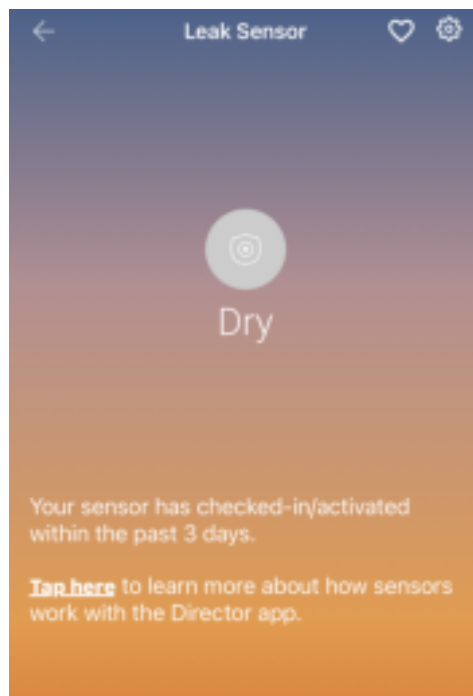 Leak Sensor
Dry
Your sensor has checked-in/activated
within the past 3 days.
Tap here to learn more about how sensors
work with the Director app.